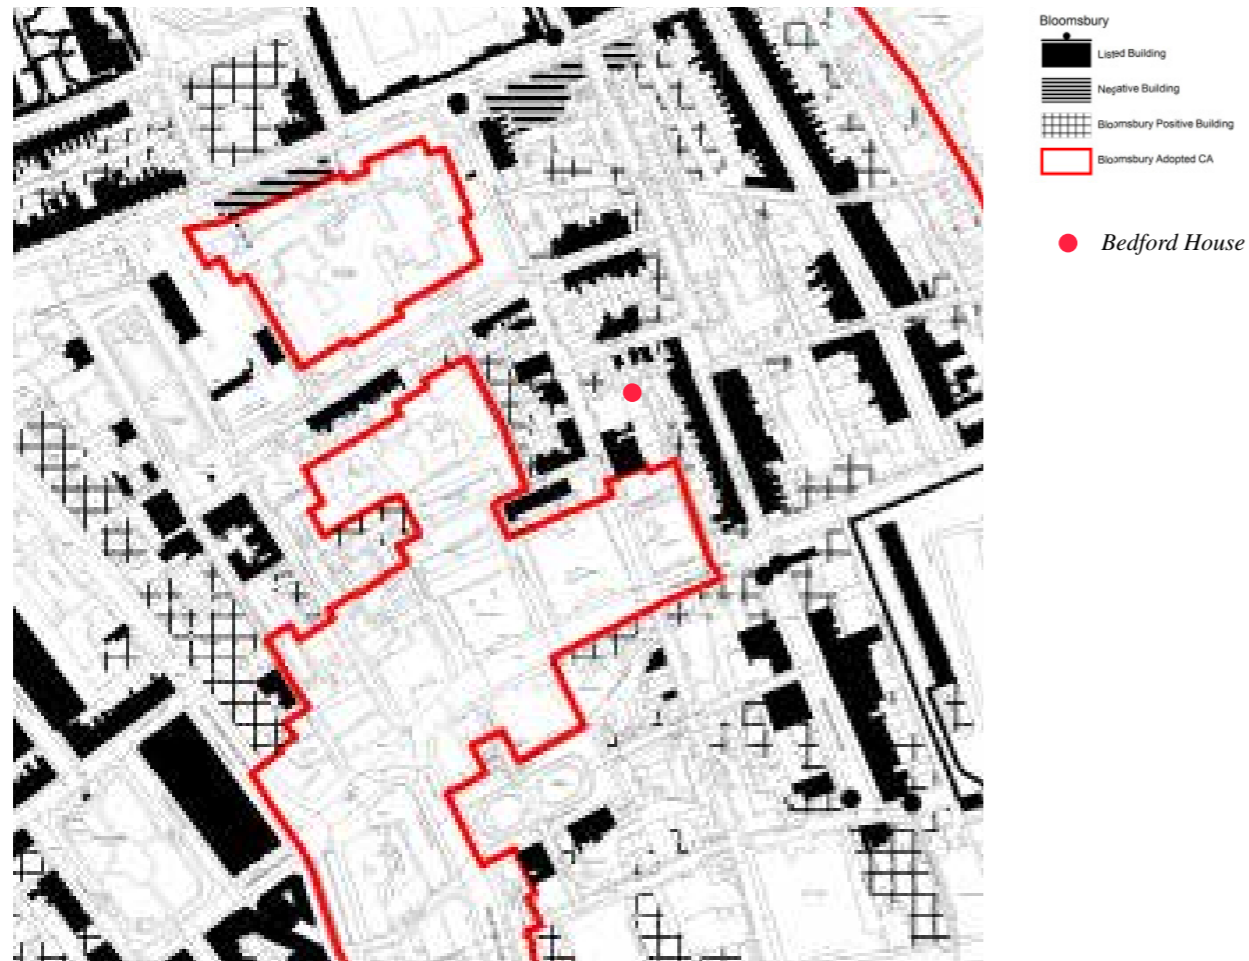 Bloomsbury
Listed Building
Negative Building
Bloomsbury Positive Building
Bloomsbury Adopted CA
Bedford House